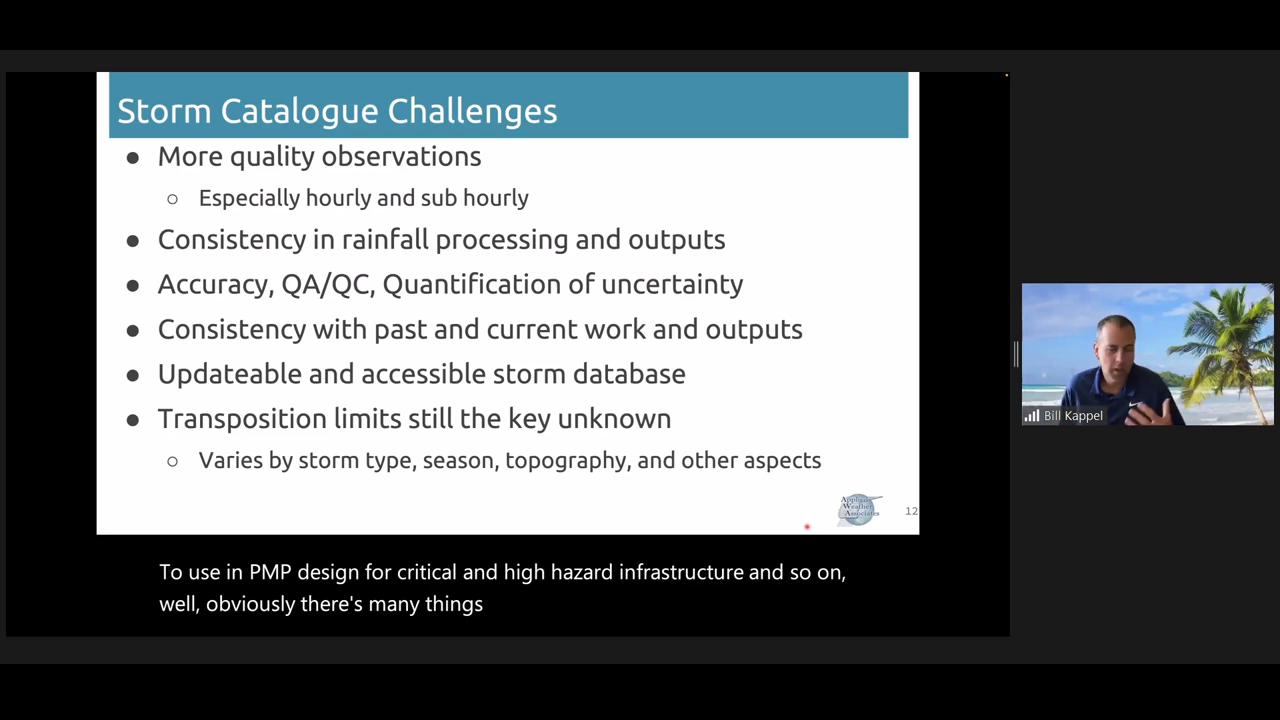 Storm Catalogue Challenges
● More quality observations
○ Especially hourly and sub hourly
● Consistency in rainfall processing and outputs
● Accuracy, QA/QC, Quantification of uncertainty
● Consistency with past and current work and outputs
● Updateable and accessible storm database
● Transposition limits still the key unknown
○ Varies by storm type, season, topography, and other aspects
Applied
Weather
Associates
12
Bill Kappel
To use in PMP design for critical and high hazard infrastructure and so on,
well, obviously there's many things